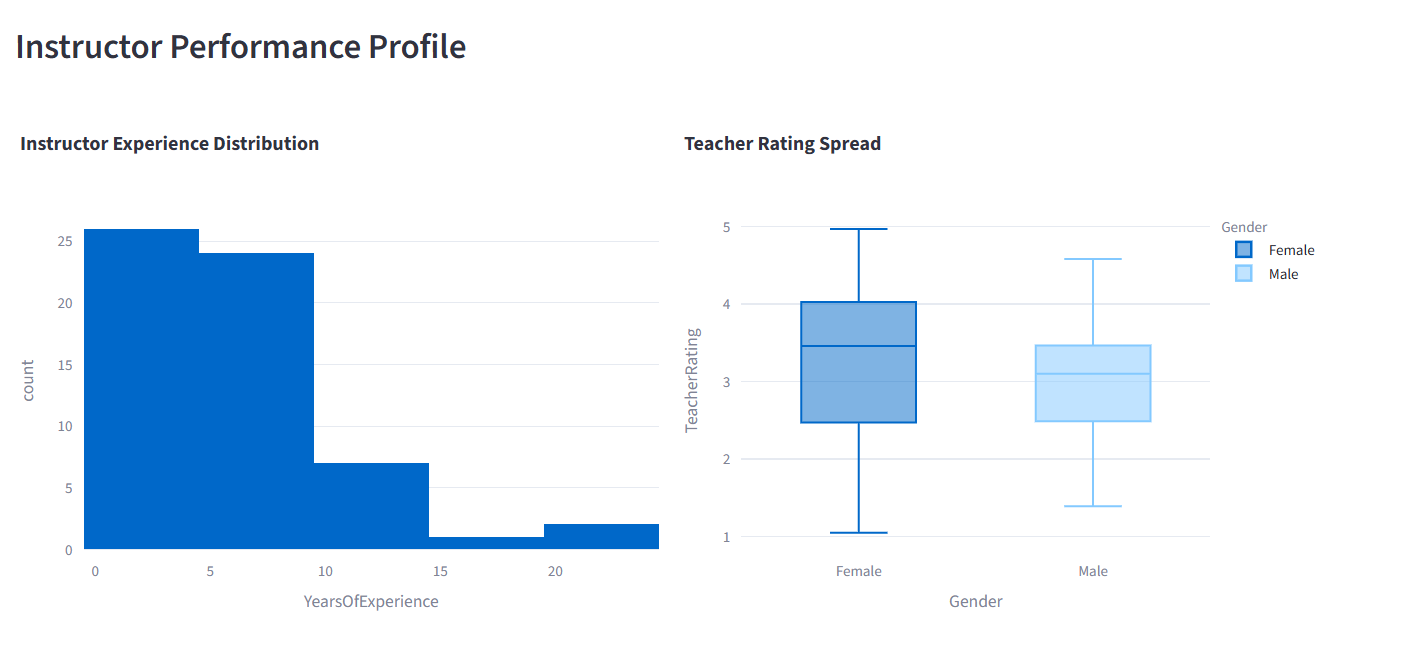 Instructor Performance Profile
Instructor Experience Distribution
25
20
15
10
5
0
count
0 5 10 15 20
YearsOfExperience
Teacher Rating Spread
5
4
3
2
1
TeacherRating
Female Male
Gender
Gender
Female
Male